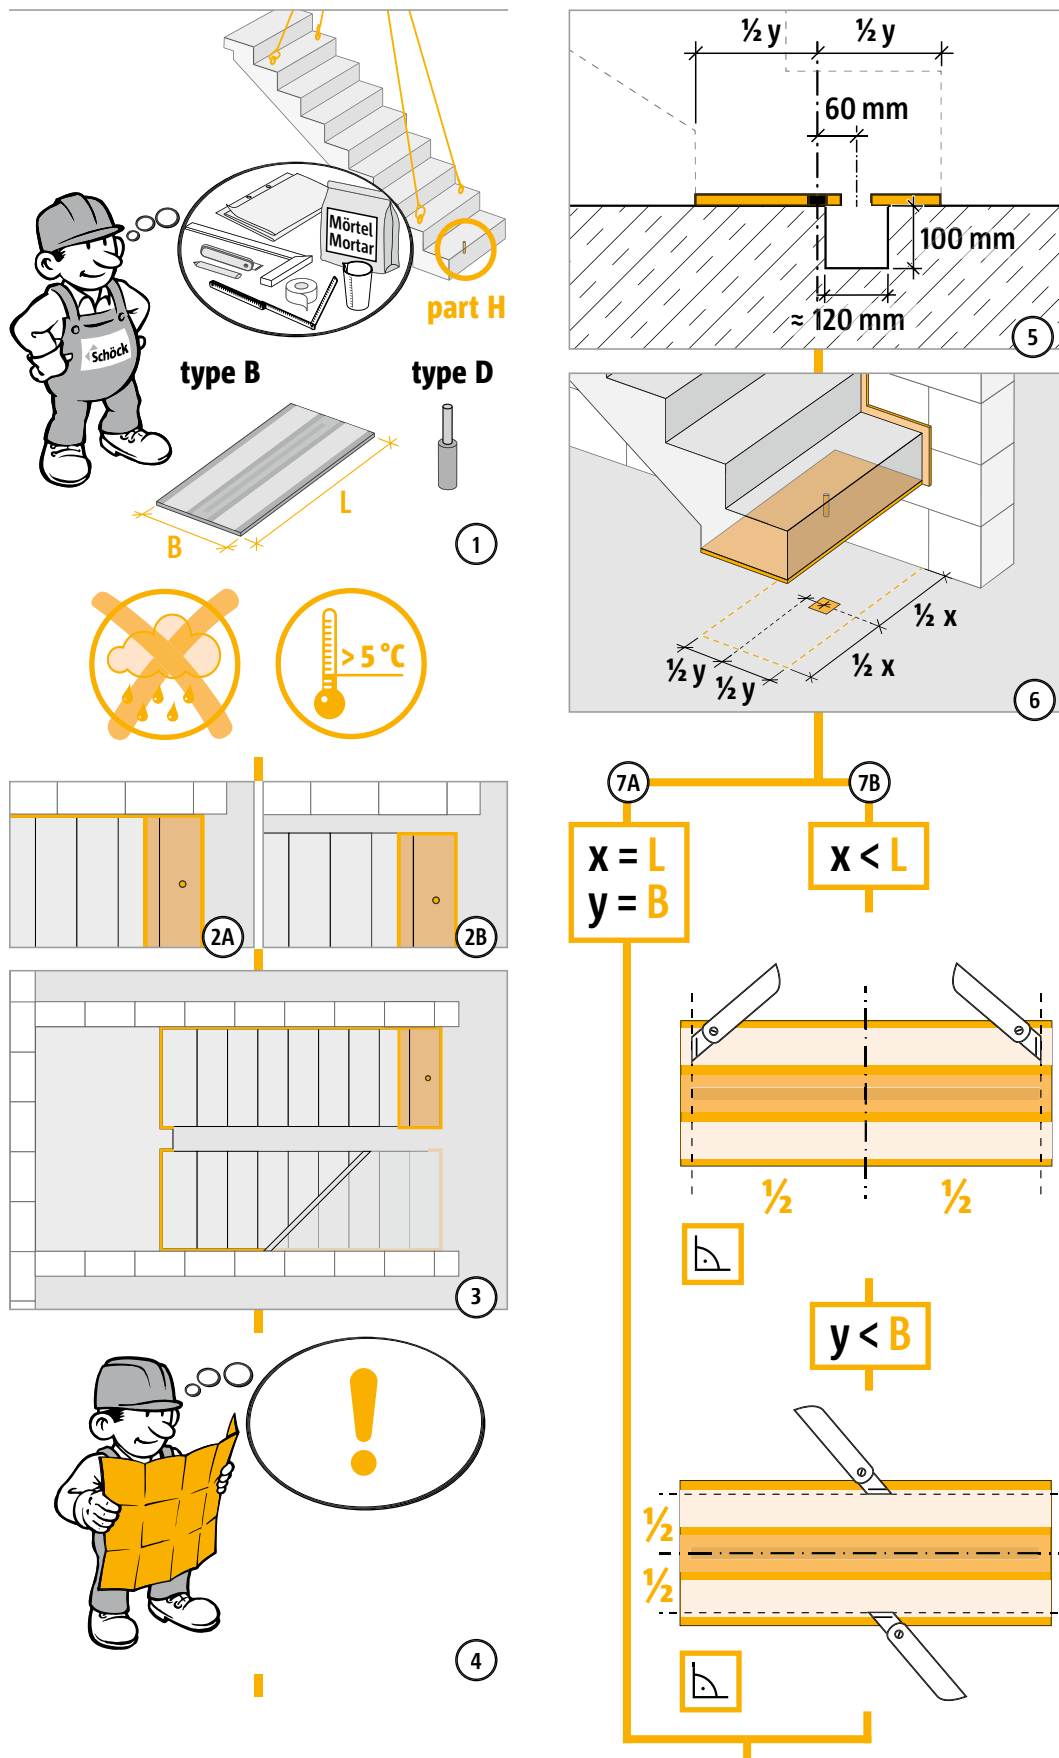 Mörtel
Mortar
part H
Schöck
type B
type D
B
L
1
> 5 °C
2A
2B
3
4
½ y
½ y
60 mm
100 mm
≈ 120 mm
5
½ x
½ x
½ y
½ y
6
7A
7B
x = L
y = B
x < L
½
½
y < B
½
½